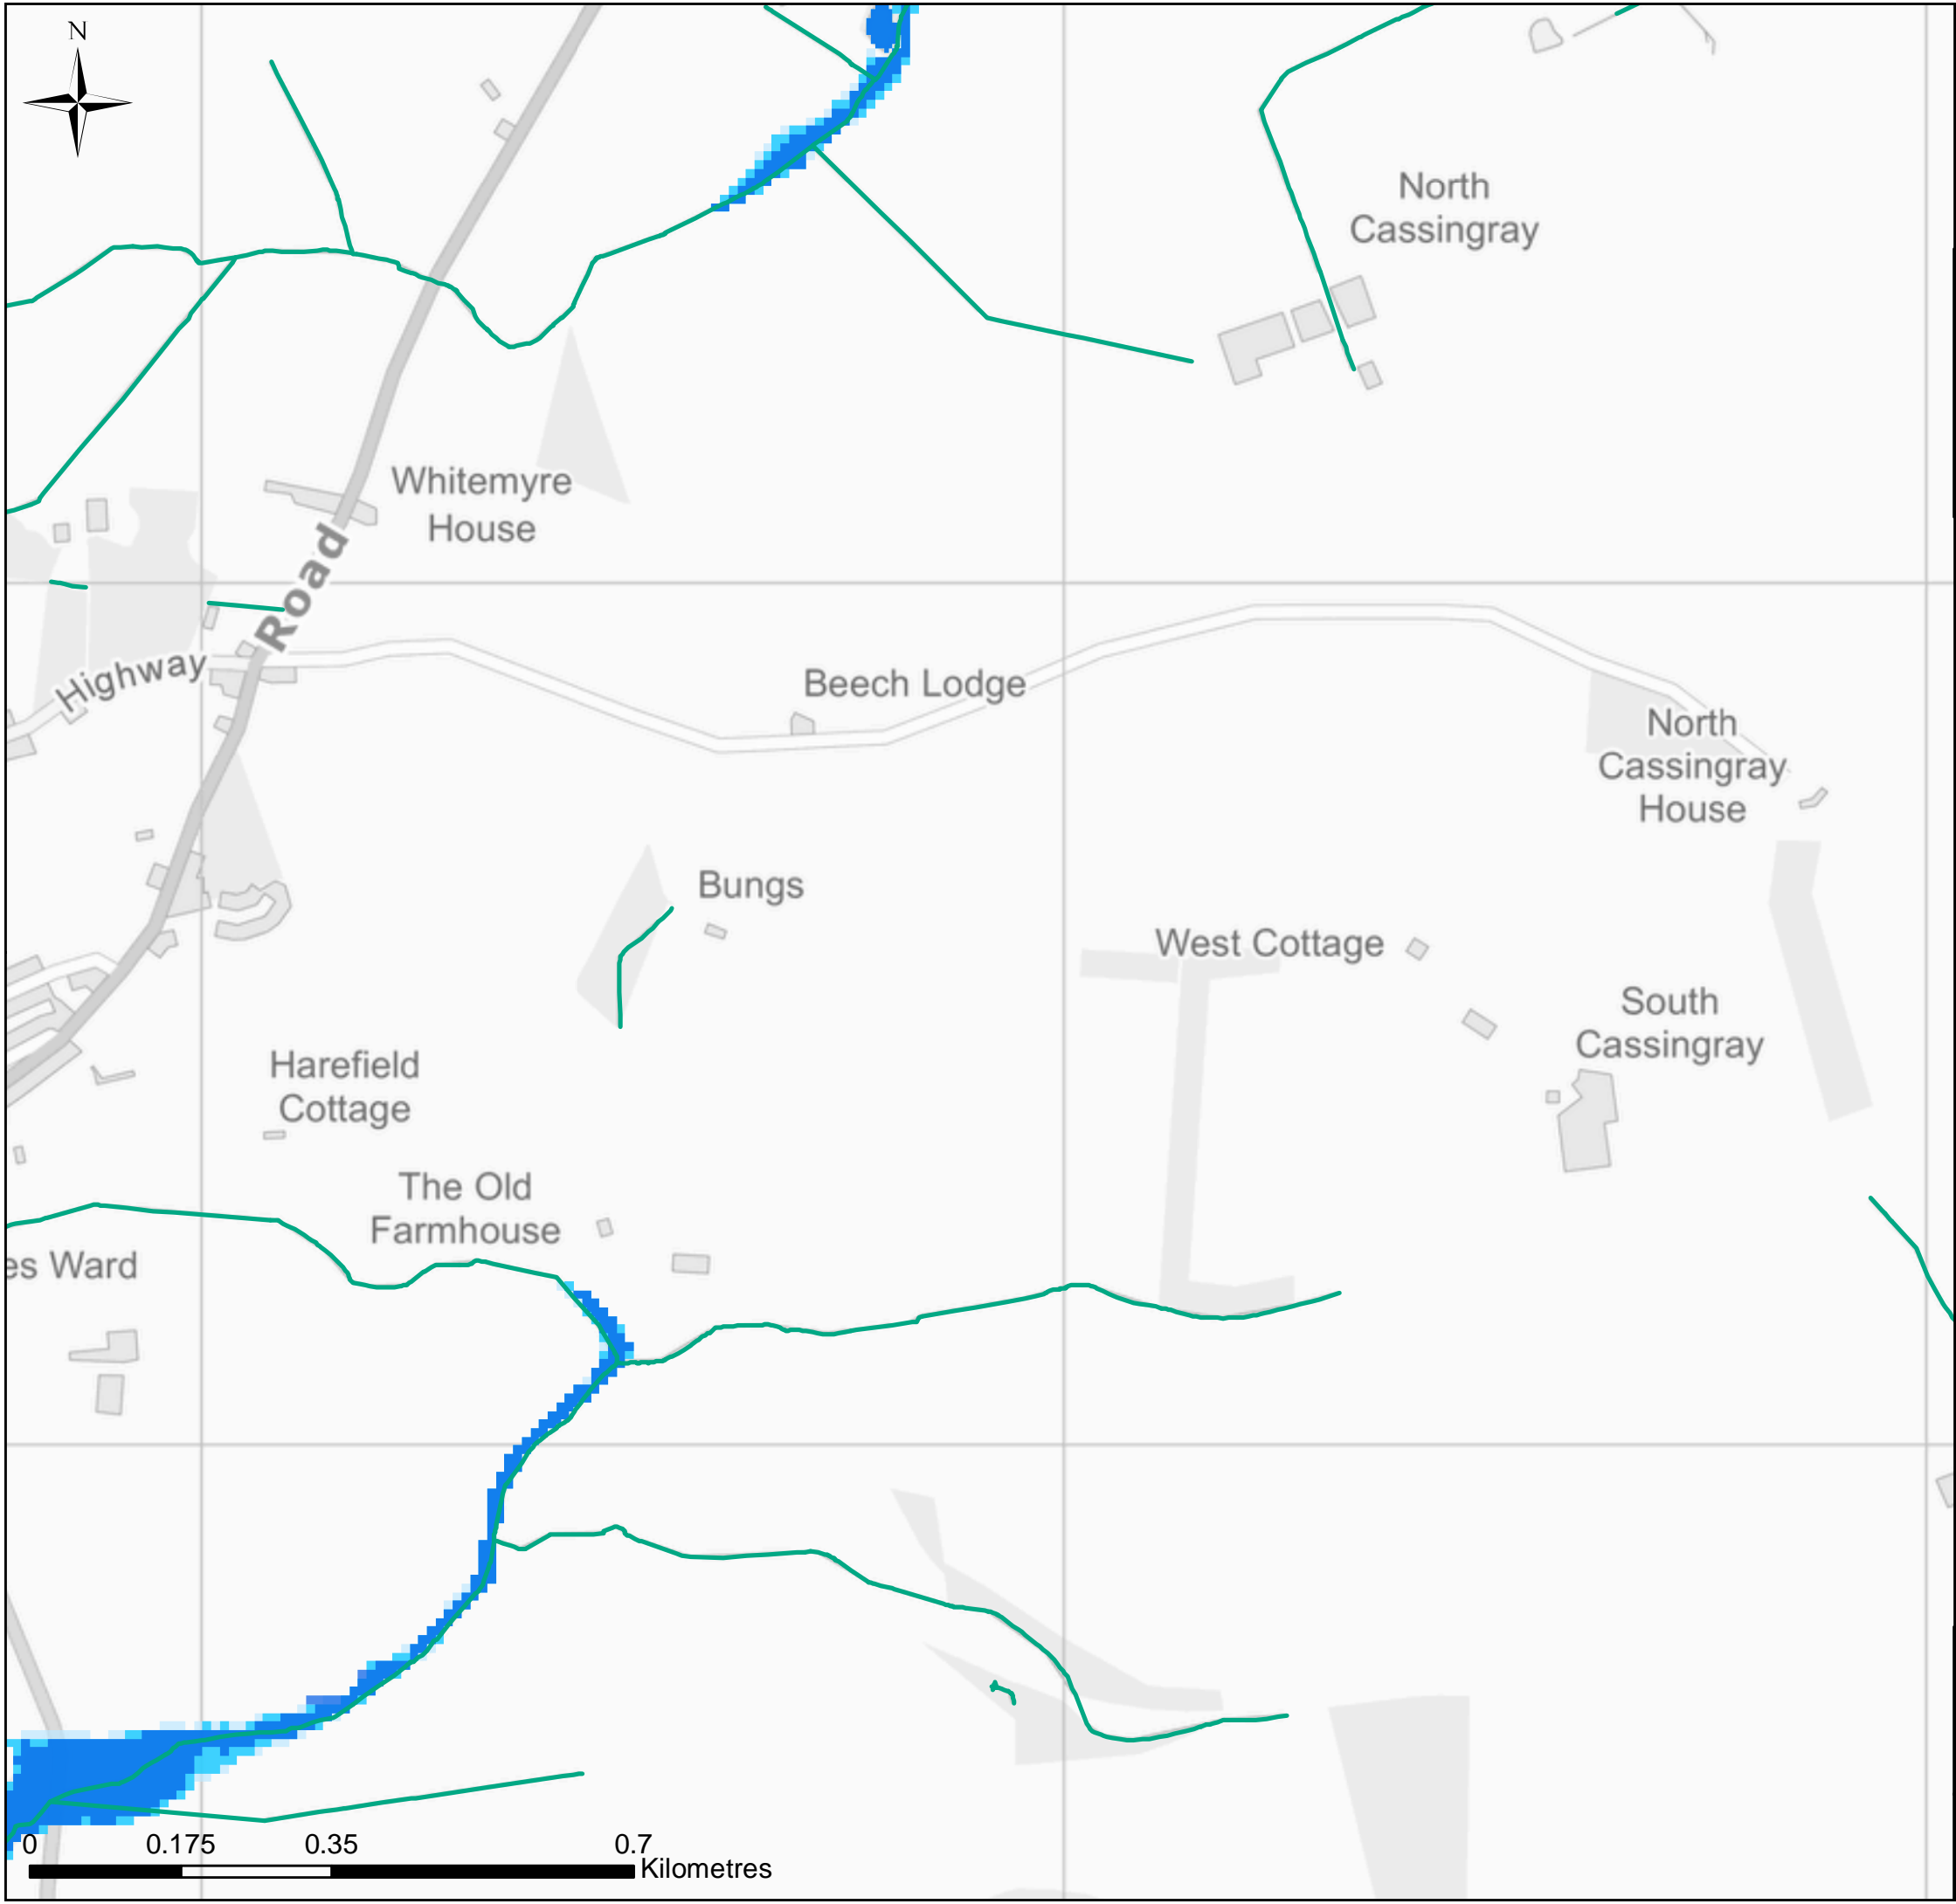 N
North
Cassingray
Whitemyre
House
Road
Highway
Beech Lodge
North
Cassingray
House
Bungs
West Cottage
South
Cassingray
Harefield
Cottage
The Old
Farmhouse
es Ward
0 0.175 0.35 0.7
Kilometres